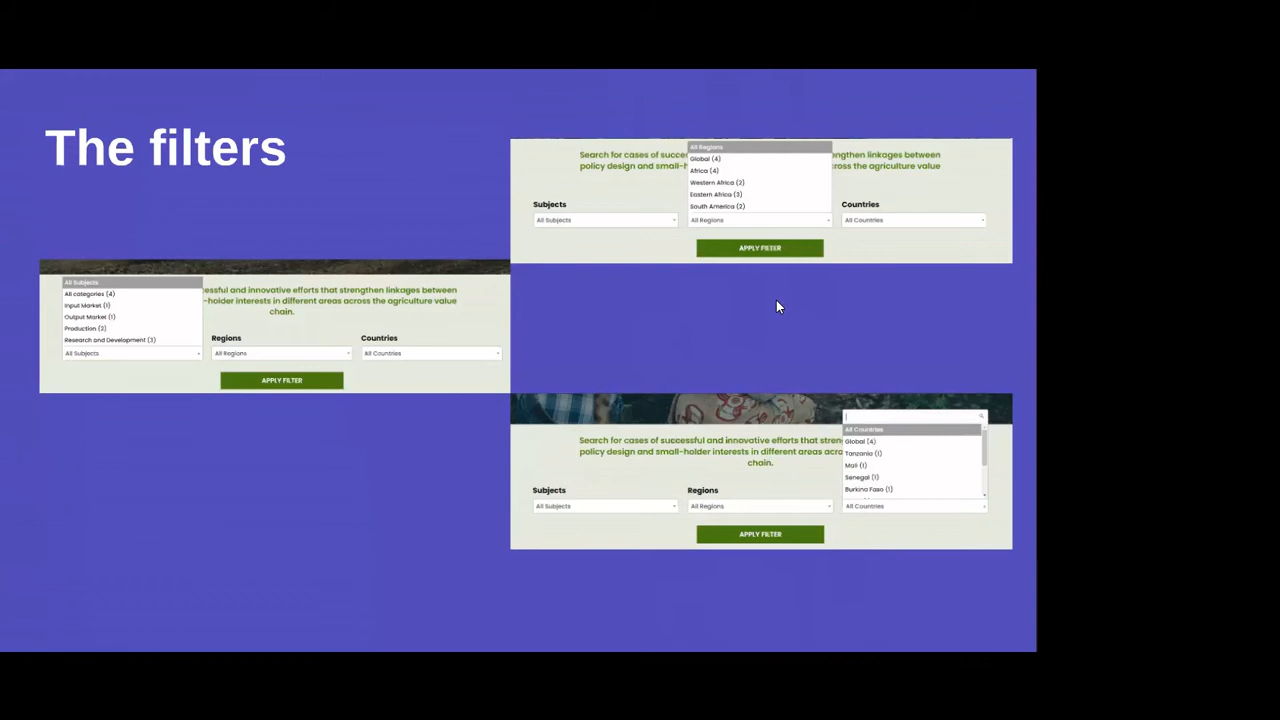 The filters
All Subjects
All categories (4)
Input Market (1)
Output Market (1)
Production (2)
Research and Development (3)
All Subjects
essful and innovative efforts that strengthen linkages between
-holder interests in different areas across the agriculture value
chain.
Regions
Countries
All Regions
All Countries
APPLY FILTER
Search for cases of succe
engthen linkages between
policy design and small-h
cross the agriculture value
All Regions
Global (4)
Africa (4)
Western Africa (2)
Eastern Africa (3)
South America (2)
Subjects
Countries
All Subjects
All Regions
All Countries
APPLY FILTER
Search for cases of successful and innovative efforts that stren
policy design and small-holder interests in different areas acro
chain.
All Countries
Global (4)
Tanzania (1)
Mali (1)
Senegal (1)
Burkina Faso (1)
Subjects
Regions
All Subjects
All Regions
All Countries
APPLY FILTER